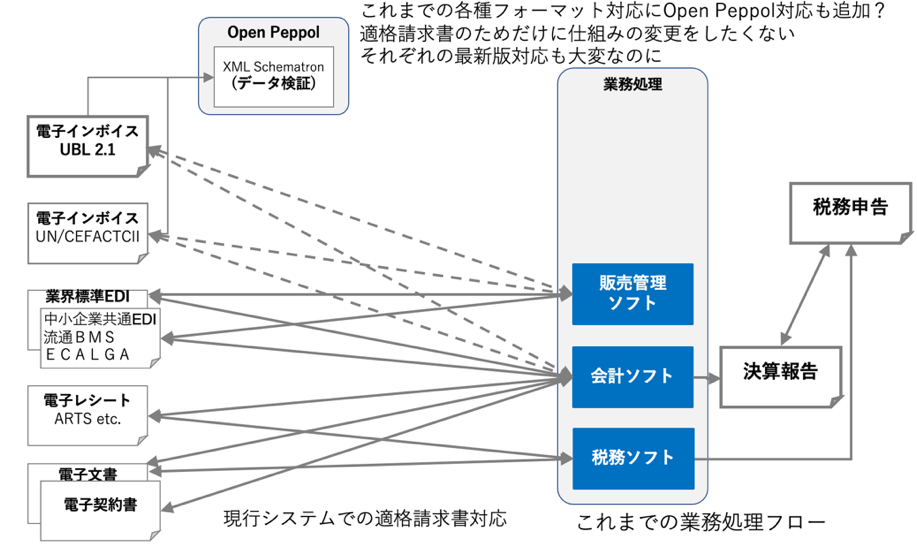 これまでの各種フォーマット対応にOpen Peppol対応も追加？
適格請求書のためだけに仕組みの変更をしたくない
それぞれの最新版対応も大変なのに
Open Peppol
XML Schematron
（データ検証）
業務処理
電子インボイス
UBL 2.1
電子インボイス
UN/CEFACTCII
業界標準EDI
中小企業共通EDI
流通ＢＭＳ
ＥＣＡＬＧＡ
電子レシート
ARTS etc.
電子文書
電子契約書
販売管理
ソフト
会計ソフト
税務ソフト
税務申告
決算報告
現行システムでの適格請求書対応
これまでの業務処理フロー